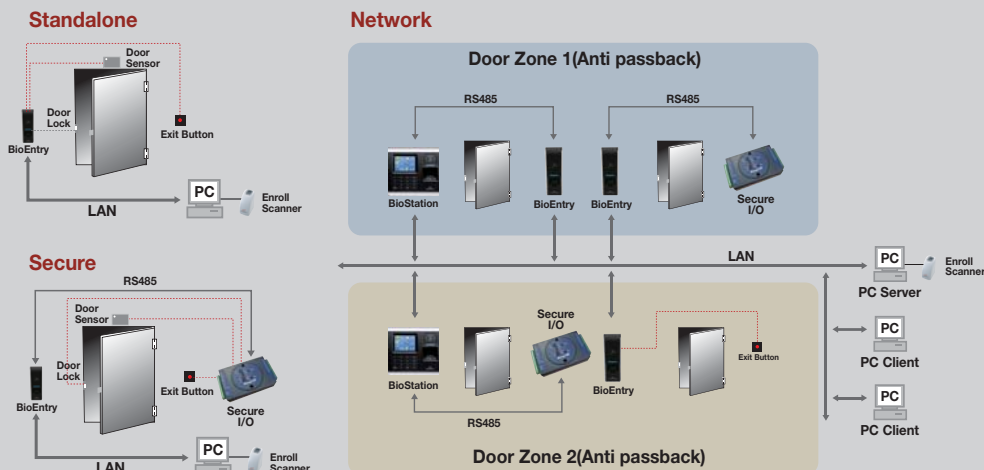 Standalone
Door
Sensor
Door
Lock
BioEntry
Exit Button
LAN
PC
Enroll
Scanner
Secure
RS485
Door
Sensor
Door
Lock
BioEntry
Exit Button
Secure
I/O
LAN
PC
Enroll
Scanner
Network
Door Zone 1(Anti passback)
RS485
RS485
BioStation
BioEntry
BioEntry
Secure
I/O
LAN
PC
Enroll
Scanner
PC Server
Secure
I/O
BioStation
BioEntry
Exit Button
RS485
Door Zone 2(Anti passback)
PC
PC Client
PC
PC Client